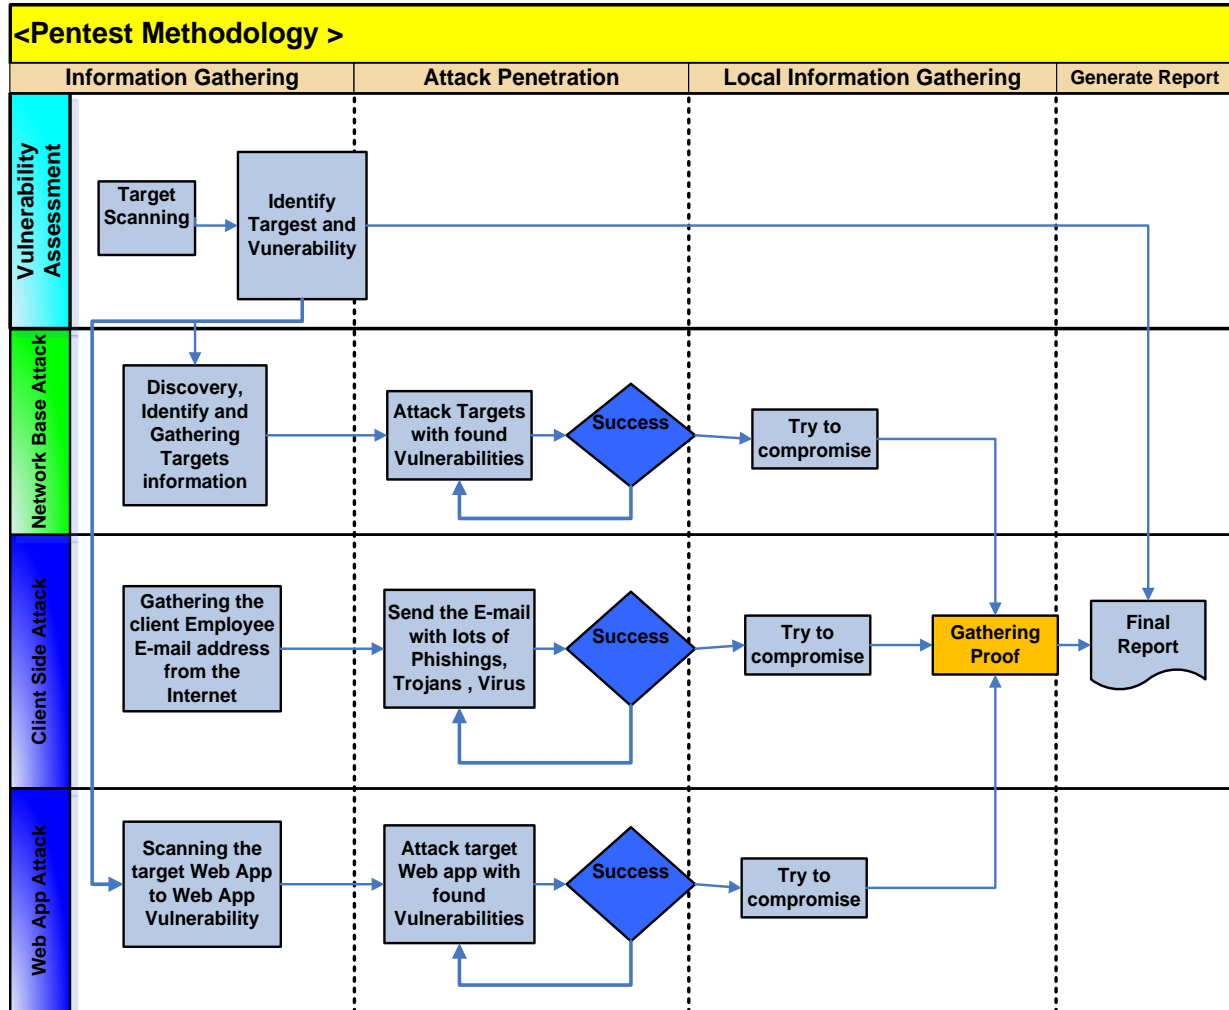 <Pentest Methodology >
Information Gathering
Attack Penetration
Local Information Gathering
Generate Report
Vulnerability
Assessment
Target
Scanning
Identify
Targest and
Vunerability
Network Base Attack
Discovery,
Identify and
Gathering
Targets
information
Attack Targets
with found
Vulnerabilities
Success
Try to
compromise
Client Side Attack
Gathering the
client Employee
E-mail address
from the
Internet
Send the E-mail
with lots of
Phishings,
Trojans , Virus
Success
Try to
compromise
Gathering
Proof
Final
Report
Web App Attack
Scanning the
target Web App
to Web App
Vulnerability
Attack target
Web app with
found
Vulnerabilities
Success
Try to
compromise